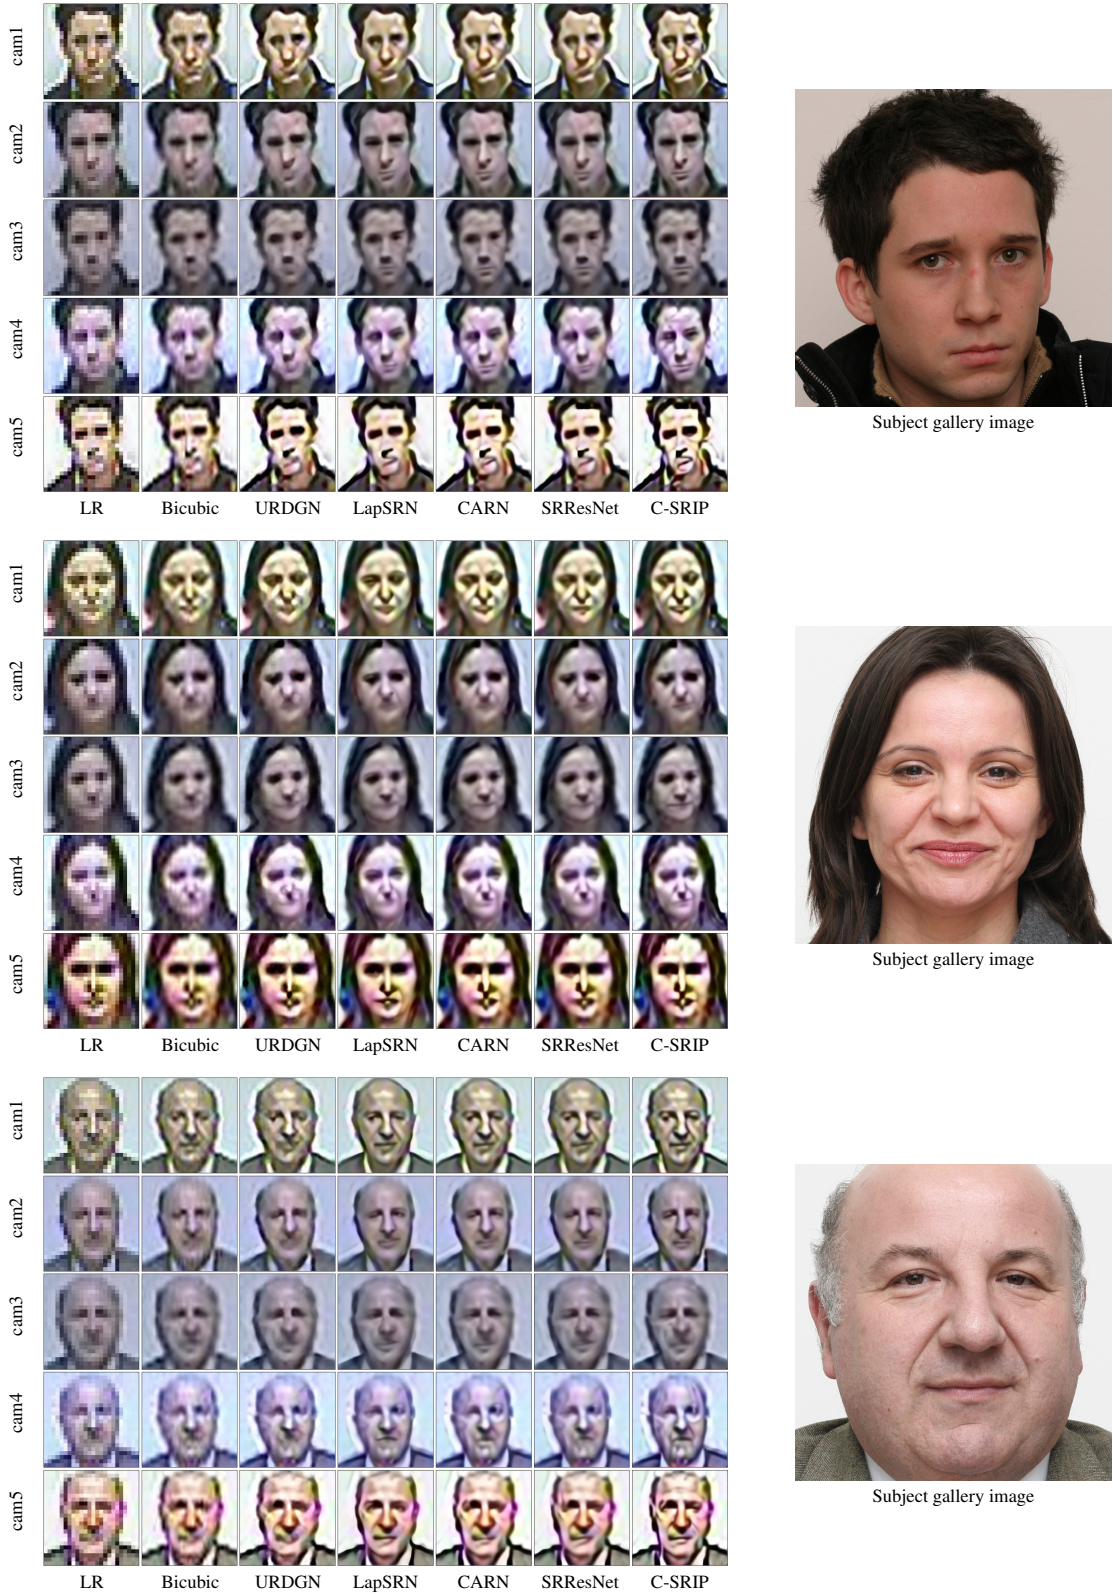 cam1
cam2
cam3
cam4
cam5
LR Bicubic URDGN LapSRN CARN SRResNet C-SRIP
Subject gallery image
cam1
cam2
cam3
cam4
cam5
LR Bicubic URDGN LapSRN CARN SRResNet C-SRIP
Subject gallery image
cam1
cam2
cam3
cam4
cam5
LR Bicubic URDGN LapSRN CARN SRResNet C-SRIP
Subject gallery image